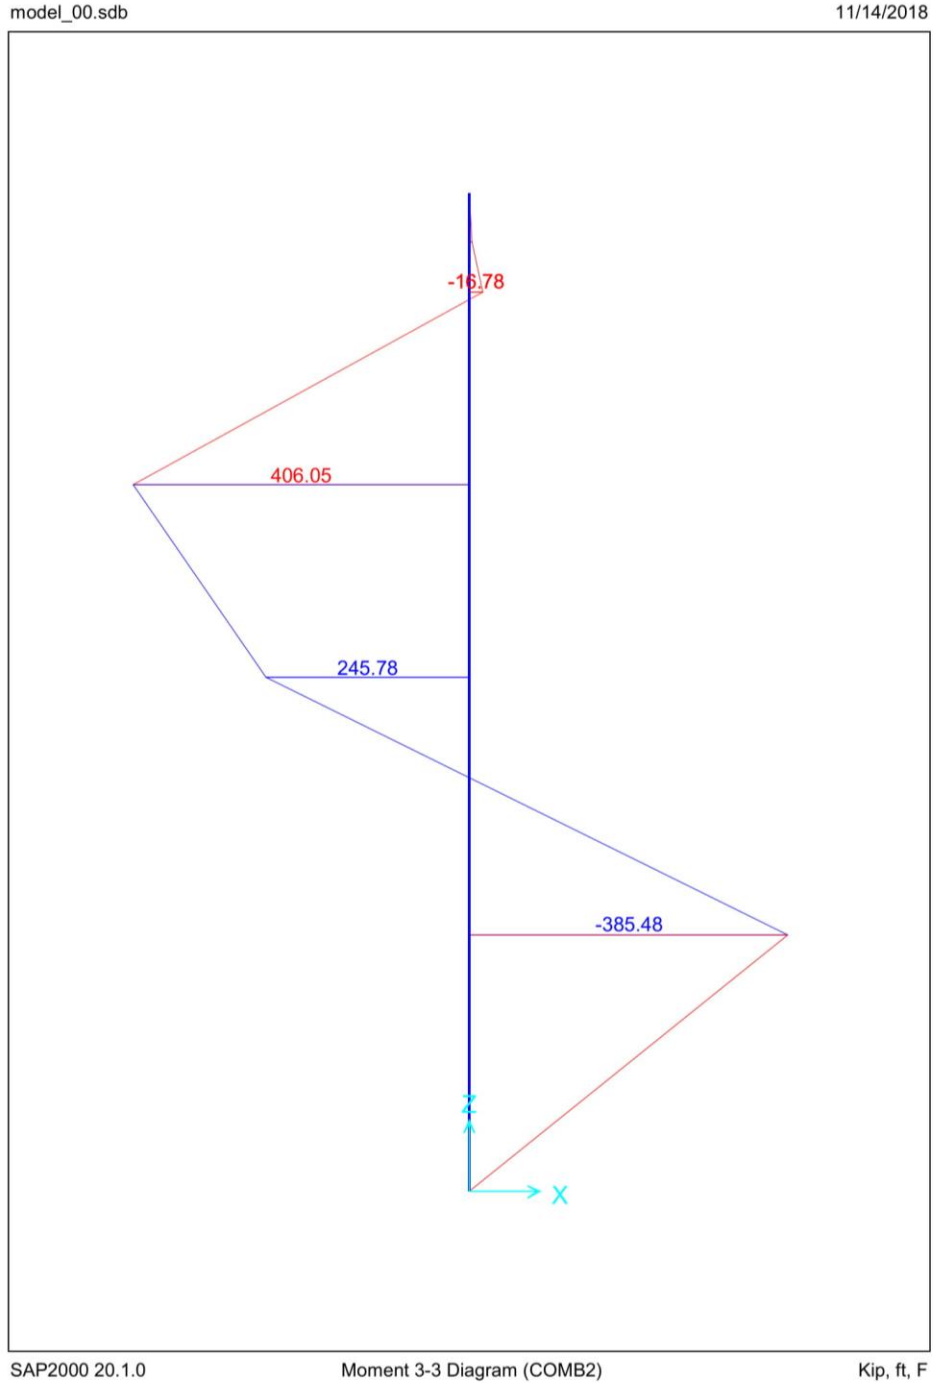 model_00.sdb
11/14/2018
-16.78
406.05
245.78
-385.48
Z
X
SAP2000 20.1.0
Moment 3-3 Diagram (COMB2)
Kip, ft, F